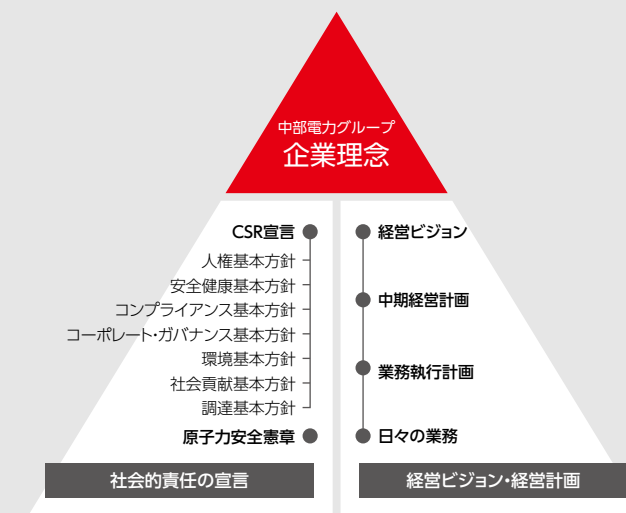 中部電力グループ
企業理念
CSR宣言
人権基本方針
安全健康基本方針
コンプライアンス基本方針
コーポレート・ガバナンス基本方針
環境基本方針
社会貢献基本方針
調達基本方針
原子力安全憲章
社会的責任の宣言
経営ビジョン
中期経営計画
業務執行計画
日々の業務
経営ビジョン・経営計画